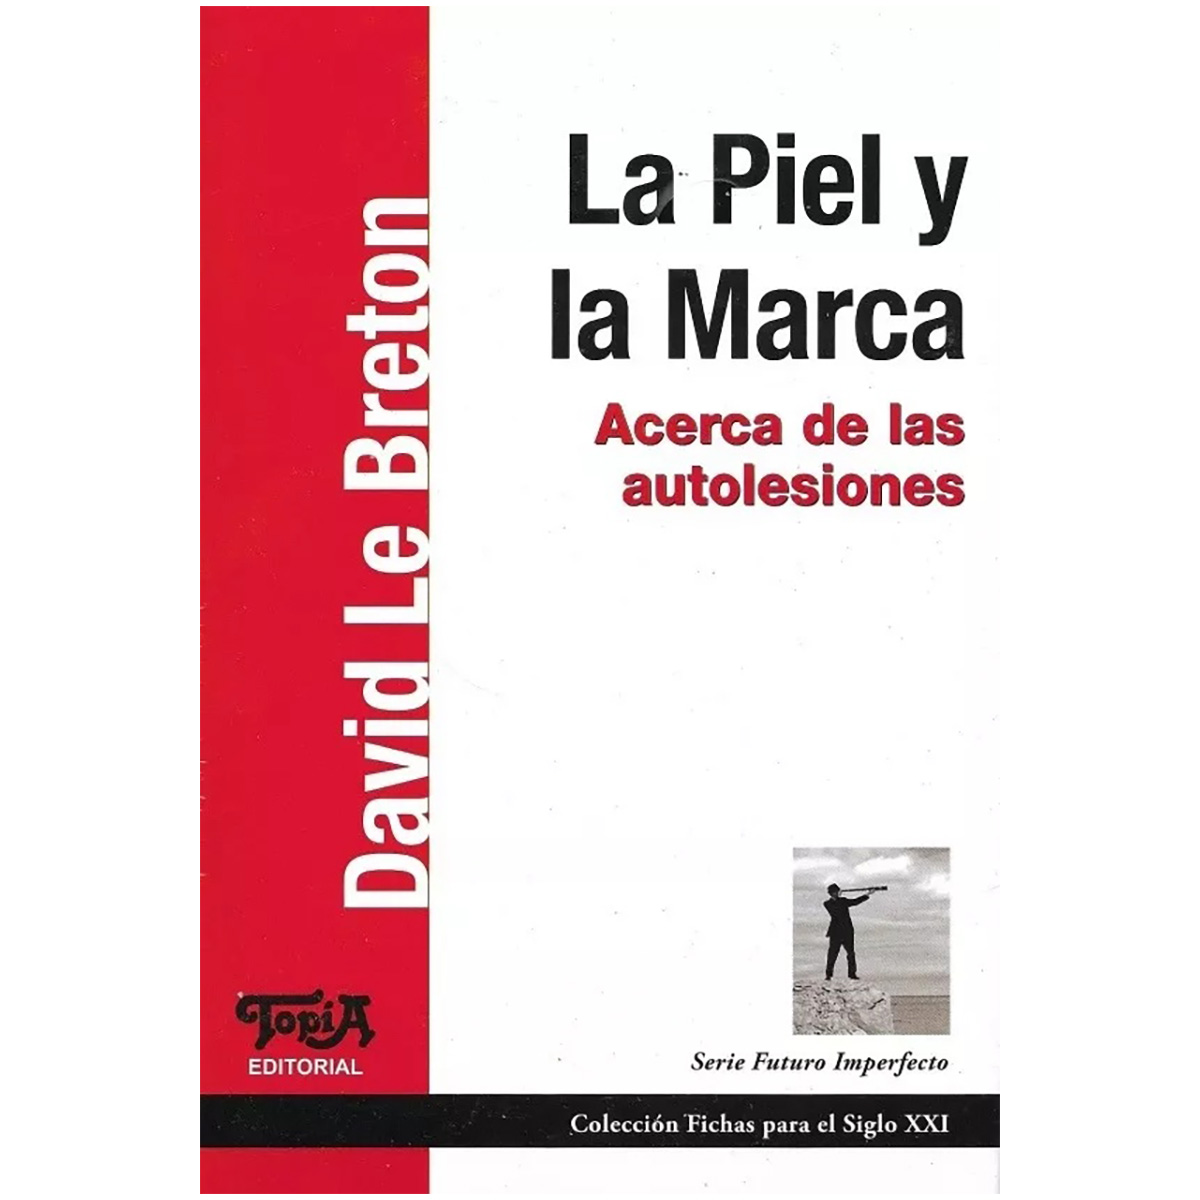 La Piel y
la Marca
Acerca de las
autolesiones
David Le Breton
TopiA
EDITORIAL
Serie Futuro Imperfecto
Colección Fichas para el Siglo XXI